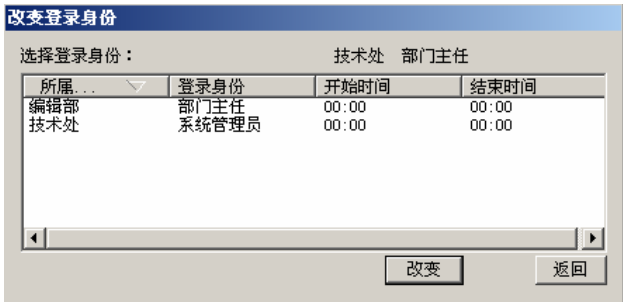 改变登录身份
选择登录身份： 技术处 部门主任
所属... 登录身份 开始时间 结束时间
编辑部 部门主任 00:00 00:00
技术处 系统管理员 00:00 00:00
改变 返回